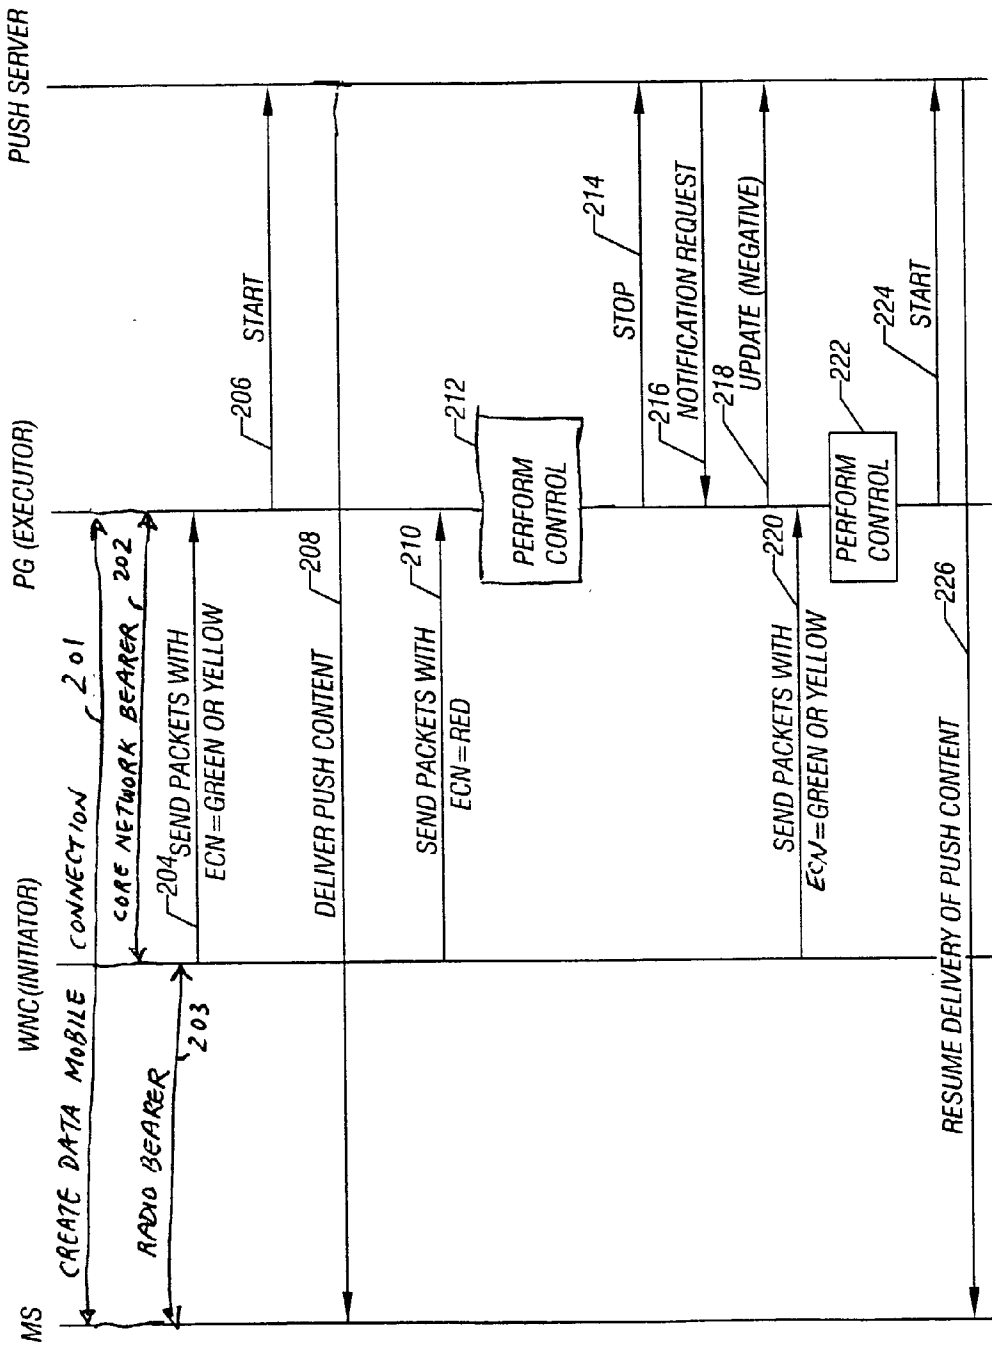 MS
WNC(INITIATOR)
PG (EXECUTOR)
PUSH SERVER
CREATE DATA MOBILE CONNECTION 201
CORE NETWORK BEARER 202
RADIO BEARER
203
204
SEND PACKETS WITH
ECN=GREEN OR YELLOW
206
START
DELIVER PUSH CONTENT
208
SEND PACKETS WITH
ECN=RED
210
212
PERFORM
CONTROL
STOP
214
216
NOTIFICATION REQUEST
218
UPDATE (NEGATIVE)
SEND PACKETS WITH
ECN=GREEN OR YELLOW
220
PERFORM
CONTROL
222
224
START
RESUME DELIVERY OF PUSH CONTENT
226